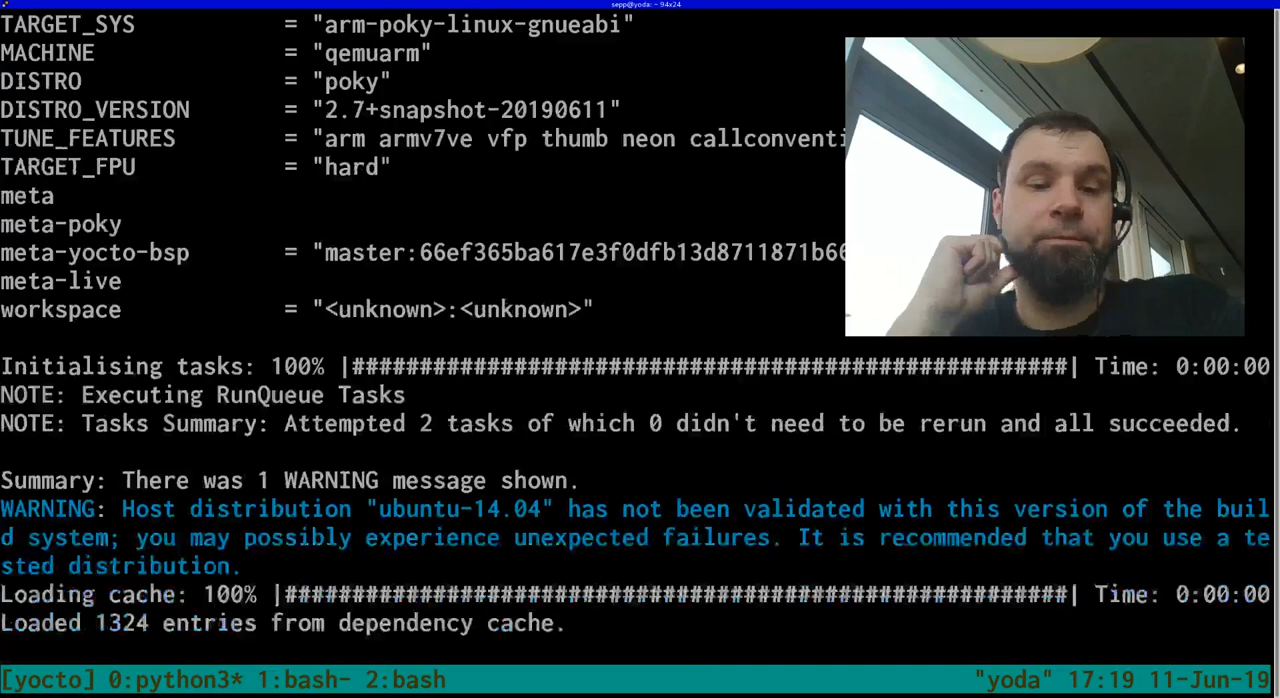 sepp@yoda: ~ 94x24
TARGET_SYS = "arm-poky-linux-gnueabi"
MACHINE = "qemuarm"
DISTRO = "poky"
DISTRO_VERSION = "2.7+snapshot-20190611"
TUNE_FEATURES = "arm armv7ve vfp thumb neon callconventi
TARGET_FPU = "hard"
meta
meta-poky
meta-yocto-bsp = "master:66ef365ba617e3f0dfb13d8711871b66
meta-live
workspace = "<unknown>:<unknown>"
Initialising tasks: 100% |#####################################################| Time: 0:00:00
NOTE: Executing RunQueue Tasks
NOTE: Tasks Summary: Attempted 2 tasks of which 0 didn't need to be rerun and all succeeded.
Summary: There was 1 WARNING message shown.
WARNING: Host distribution "ubuntu-14.04" has not been validated with this version of the buil
d system; you may possibly experience unexpected failures. It is recommended that you use a te
sted distribution.
Loading cache: 100% |##########################################################| Time: 0:00:00
Loaded 1324 entries from dependency cache.
[yocto] 0:python3* 1:bash- 2:bash "yoda" 17:19 11-Jun-19